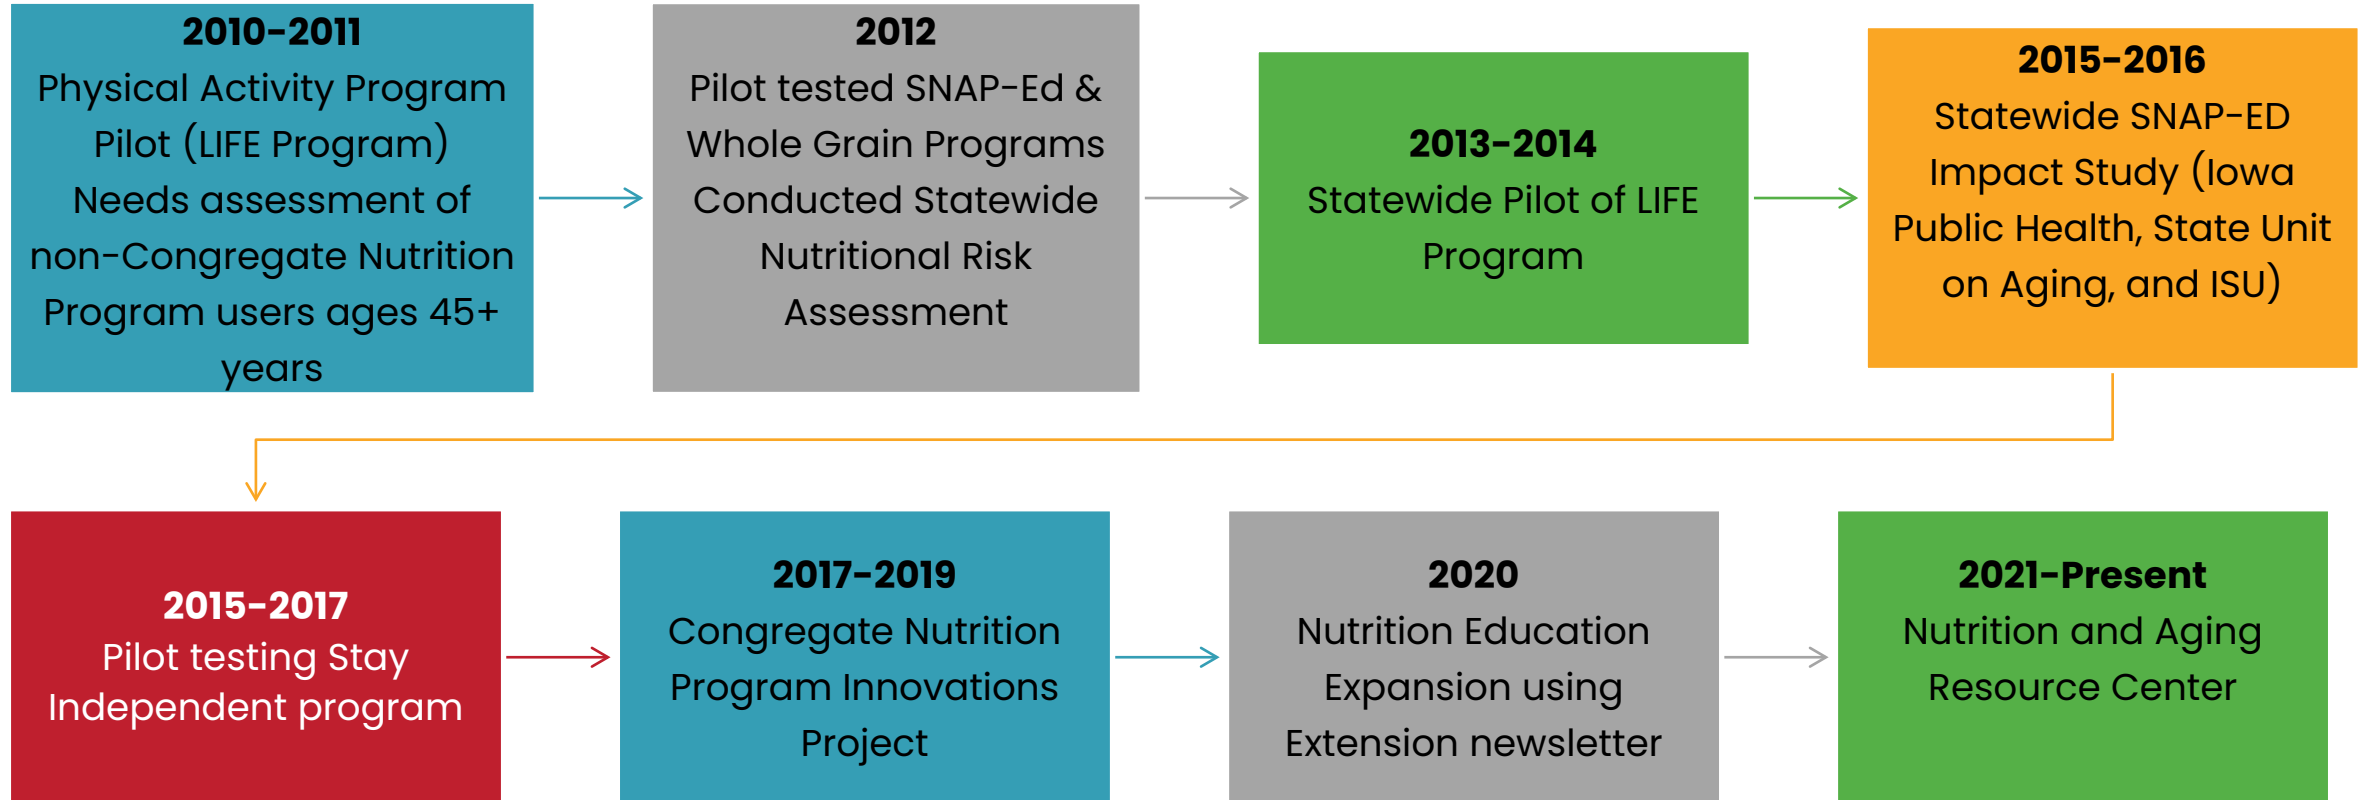 2010-2011
Physical Activity Program
Pilot (LIFE Program)
Needs assessment of
non-Congregate Nutrition
Program users ages 45+
years
2012
Pilot tested SNAP-Ed &
Whole Grain Programs
Conducted Statewide
Nutritional Risk
Assessment
2013-2014
Statewide Pilot of LIFE
Program
2015-2016
Statewide SNAP-ED
Impact Study (Iowa
Public Health, State Unit
on Aging, and ISU)
2015-2017
Pilot testing Stay
Independent program
2017-2019
Congregate Nutrition
Program Innovations
Project
2020
Nutrition Education
Expansion using
Extension newsletter
2021-Present
Nutrition and Aging
Resource Center